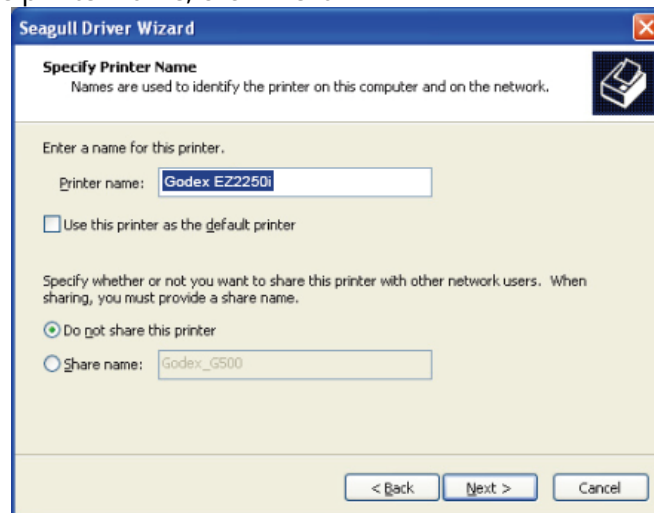 Seagull Driver Wizard
Specify Printer Name
Names are used to identify the printer on this computer and on the network.
Enter a name for this printer.
Printer name: Godex EZ2250i
Use this printer as the default printer
Specify whether or not you want to share this printer with other network users. When
sharing, you must provide a share name.
Do not share this printer
Share name: Godex_G500
< Back Next > Cancel